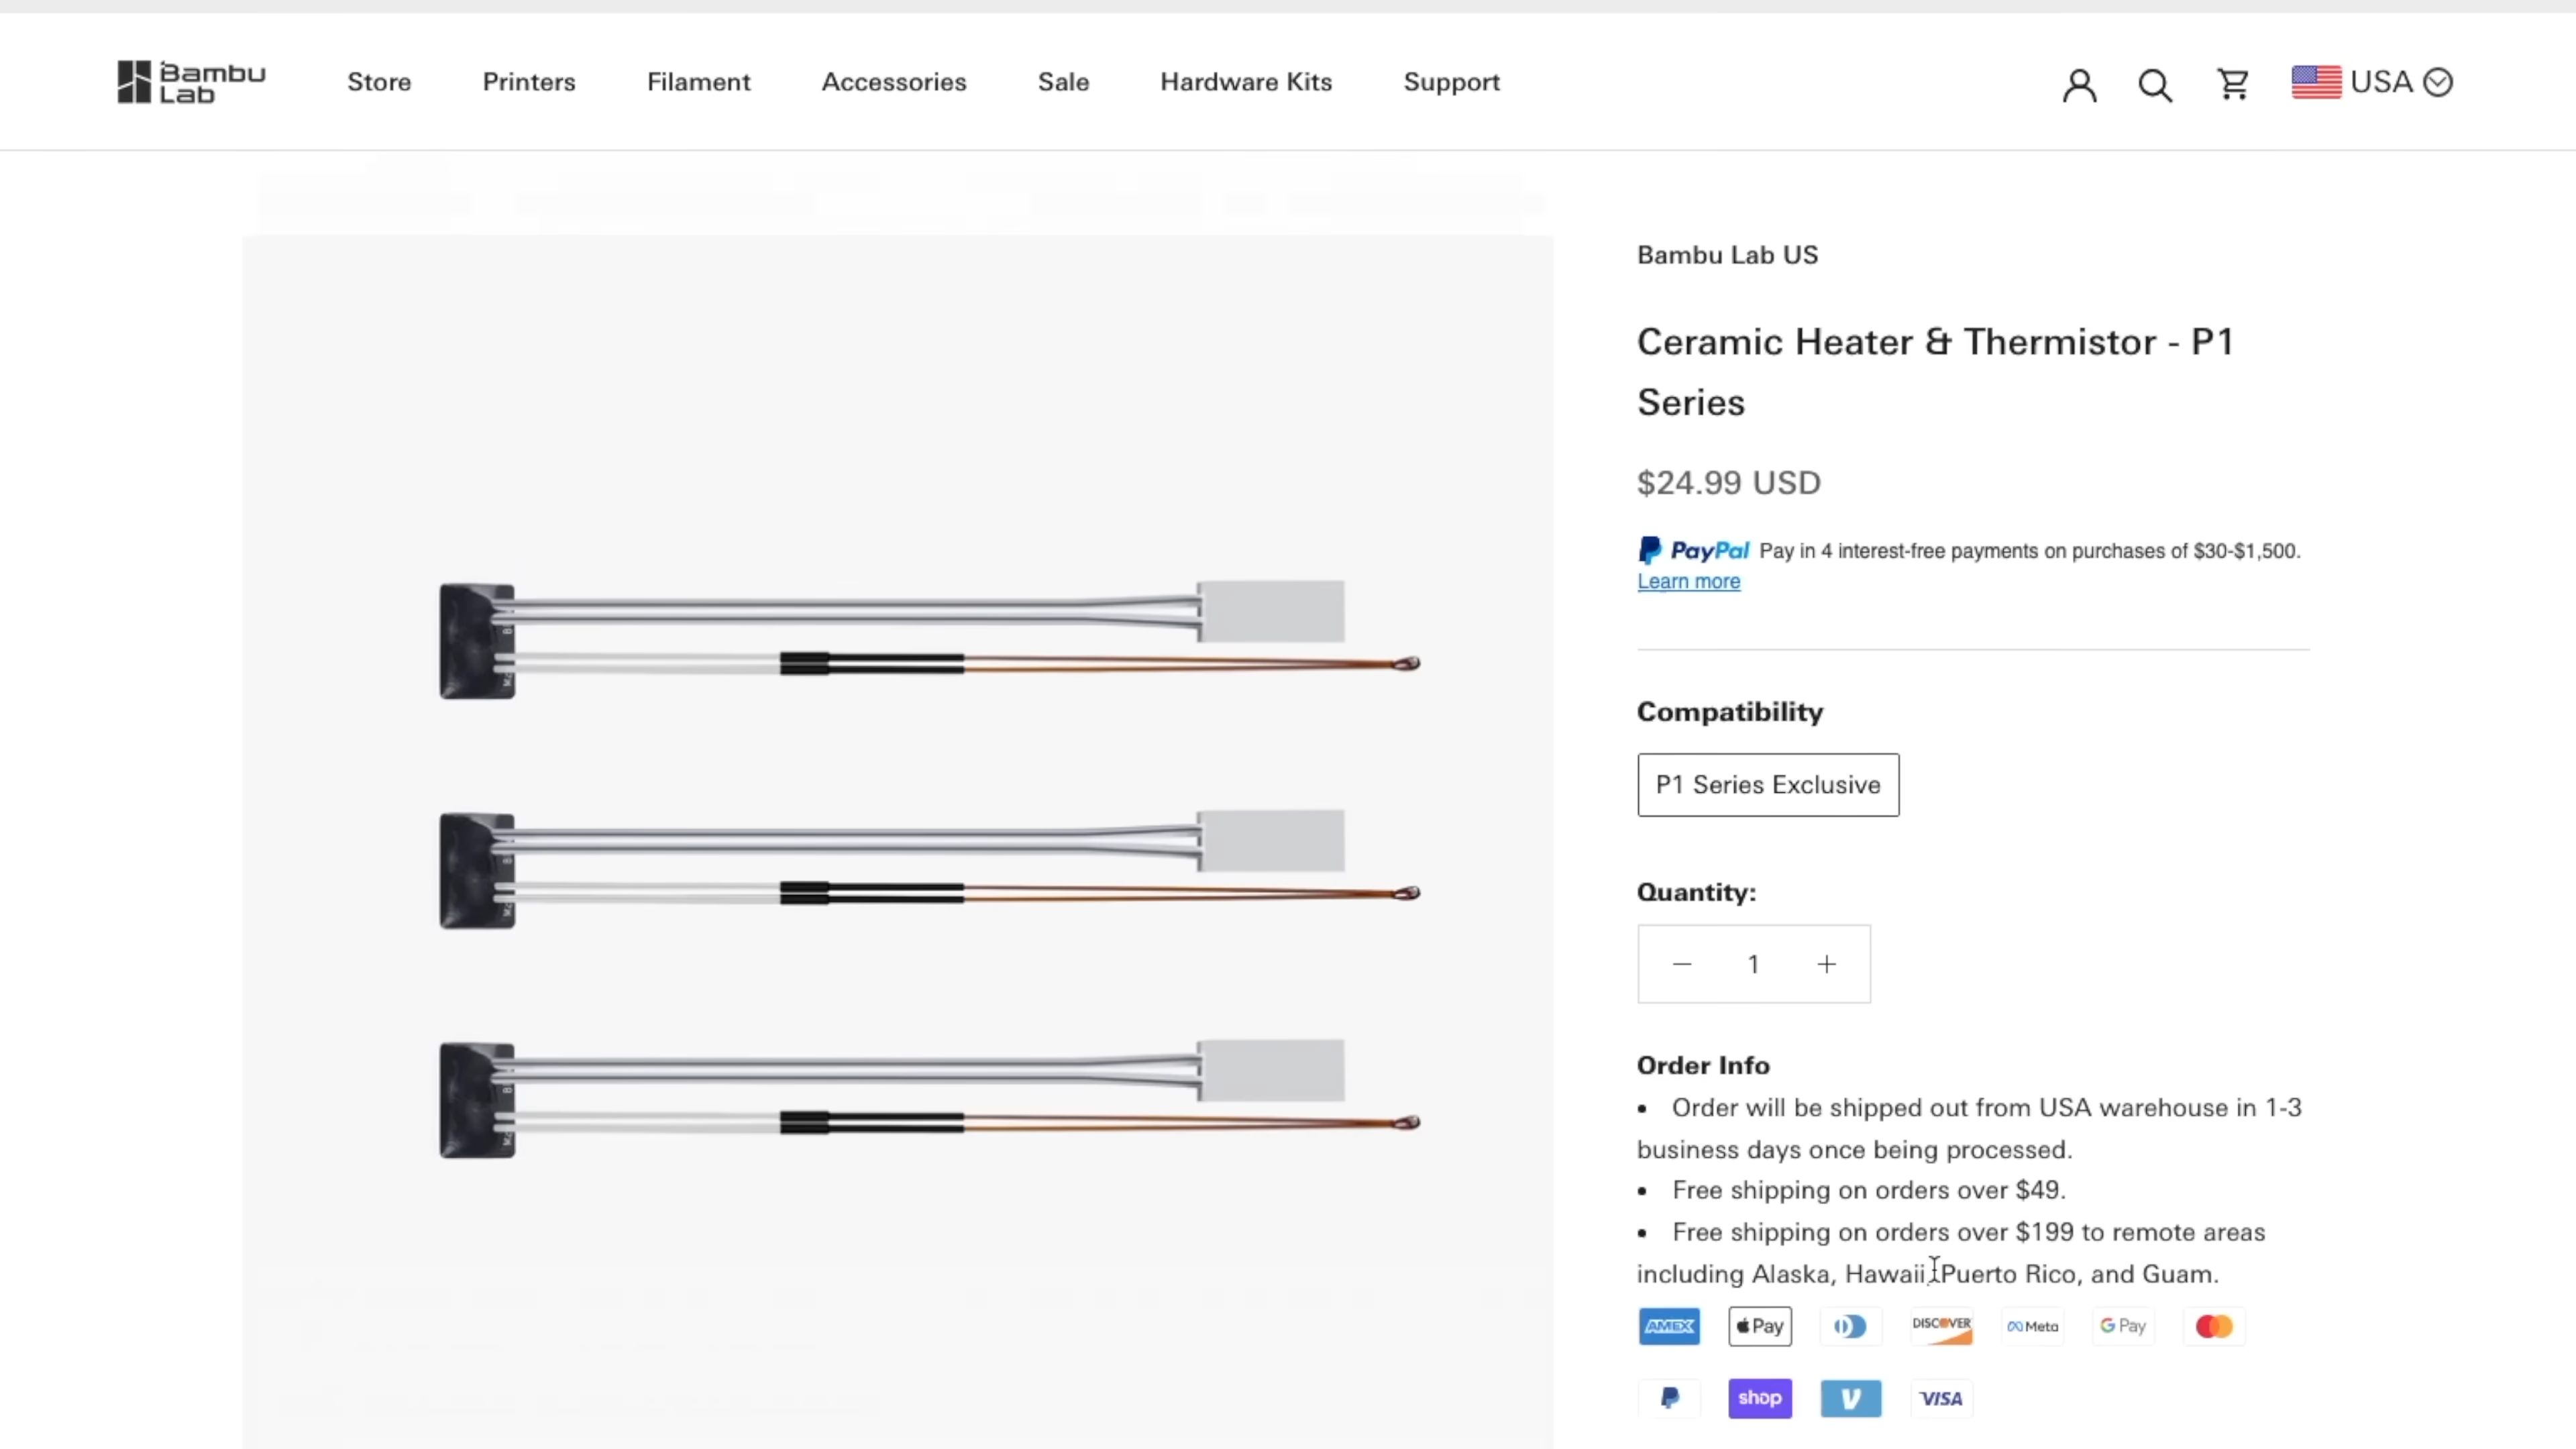 Bambu
Lab
Store
Printers
Filament
Accessories
Sale
Hardware Kits
Support
USA
Bambu Lab US
Ceramic Heater & Thermistor - P1
Series
$24.99 USD
PayPal Pay in 4 interest-free payments on purchases of $30-$1,500.
Learn more
Compatibility
P1 Series Exclusive
Quantity:
− 1 +
Order Info
• Order will be shipped out from USA warehouse in 1-3
business days once being processed.
• Free shipping on orders over $49.
• Free shipping on orders over $199 to remote areas
including Alaska, Hawaii, Puerto Rico, and Guam.
AMEX
Pay
DISCOVER
Meta
G Pay
shop
VISA